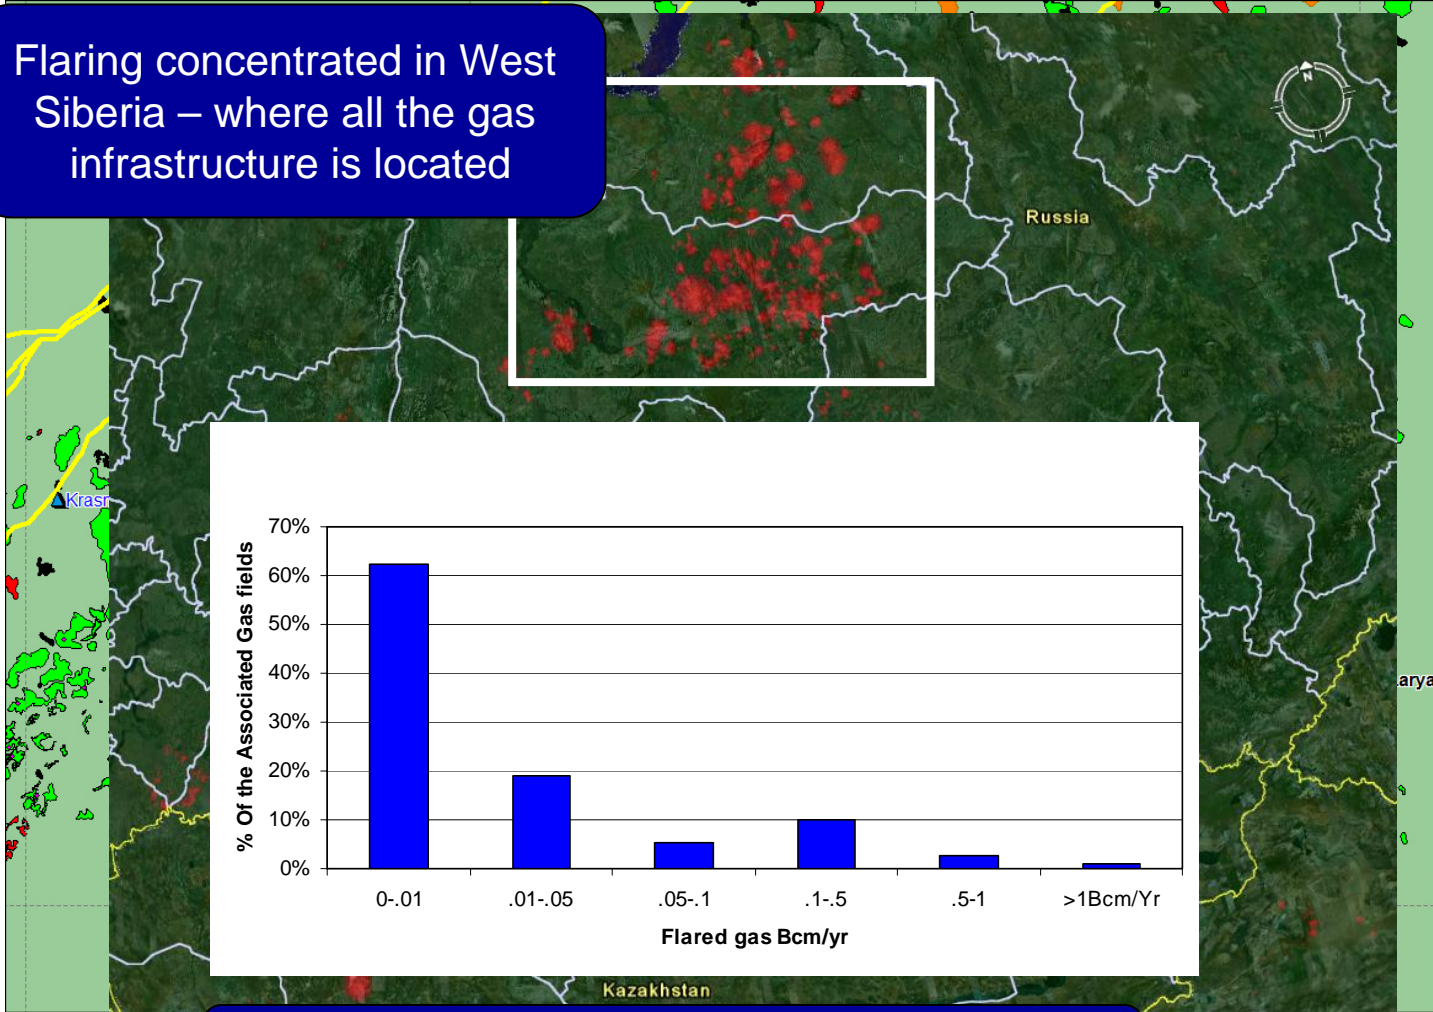 Flaring concentrated in West
Siberia – where all the gas
infrastructure is located
N
Russia
Krasr
arya
% Of the Associated Gas fields
70%
60%
50%
40%
30%
20%
10%
0%
0-.01
.01-.05
.05-.1
.1-.5
.5-1
>1Bcm/Yr
Flared gas Bcm/yr
Kazakhstan